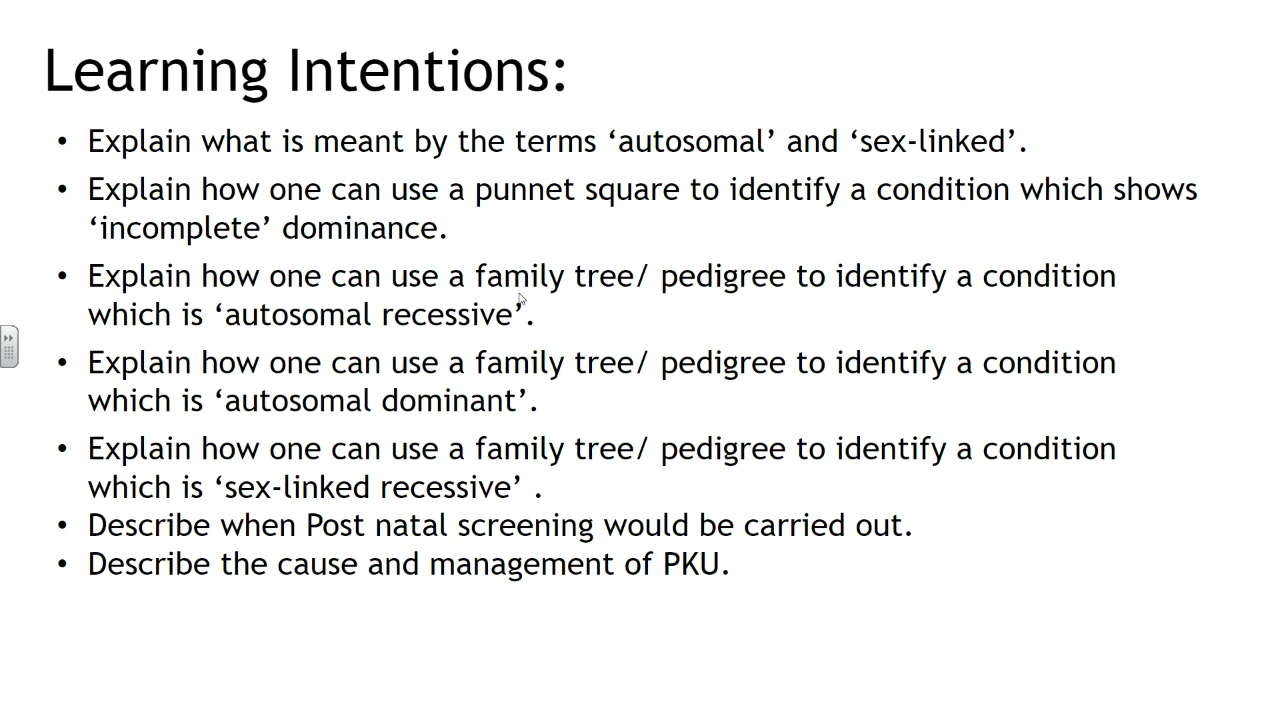 Learning Intentions:
• Explain what is meant by the terms ‘autosomal’ and ‘sex-linked’.
• Explain how one can use a punnet square to identify a condition which shows
‘incomplete’ dominance.
• Explain how one can use a family tree/ pedigree to identify a condition
which is ‘autosomal recessive’.
• Explain how one can use a family tree/ pedigree to identify a condition
which is ‘autosomal dominant’.
• Explain how one can use a family tree/ pedigree to identify a condition
which is ‘sex-linked recessive’ .
• Describe when Post natal screening would be carried out.
• Describe the cause and management of PKU.